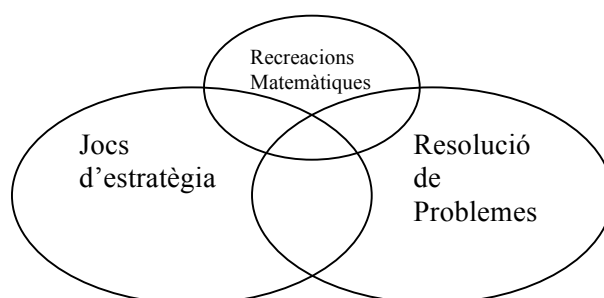 Recreacions
Matemàtiques
Jocs
d’estratègia
Resolució
de
Problemes